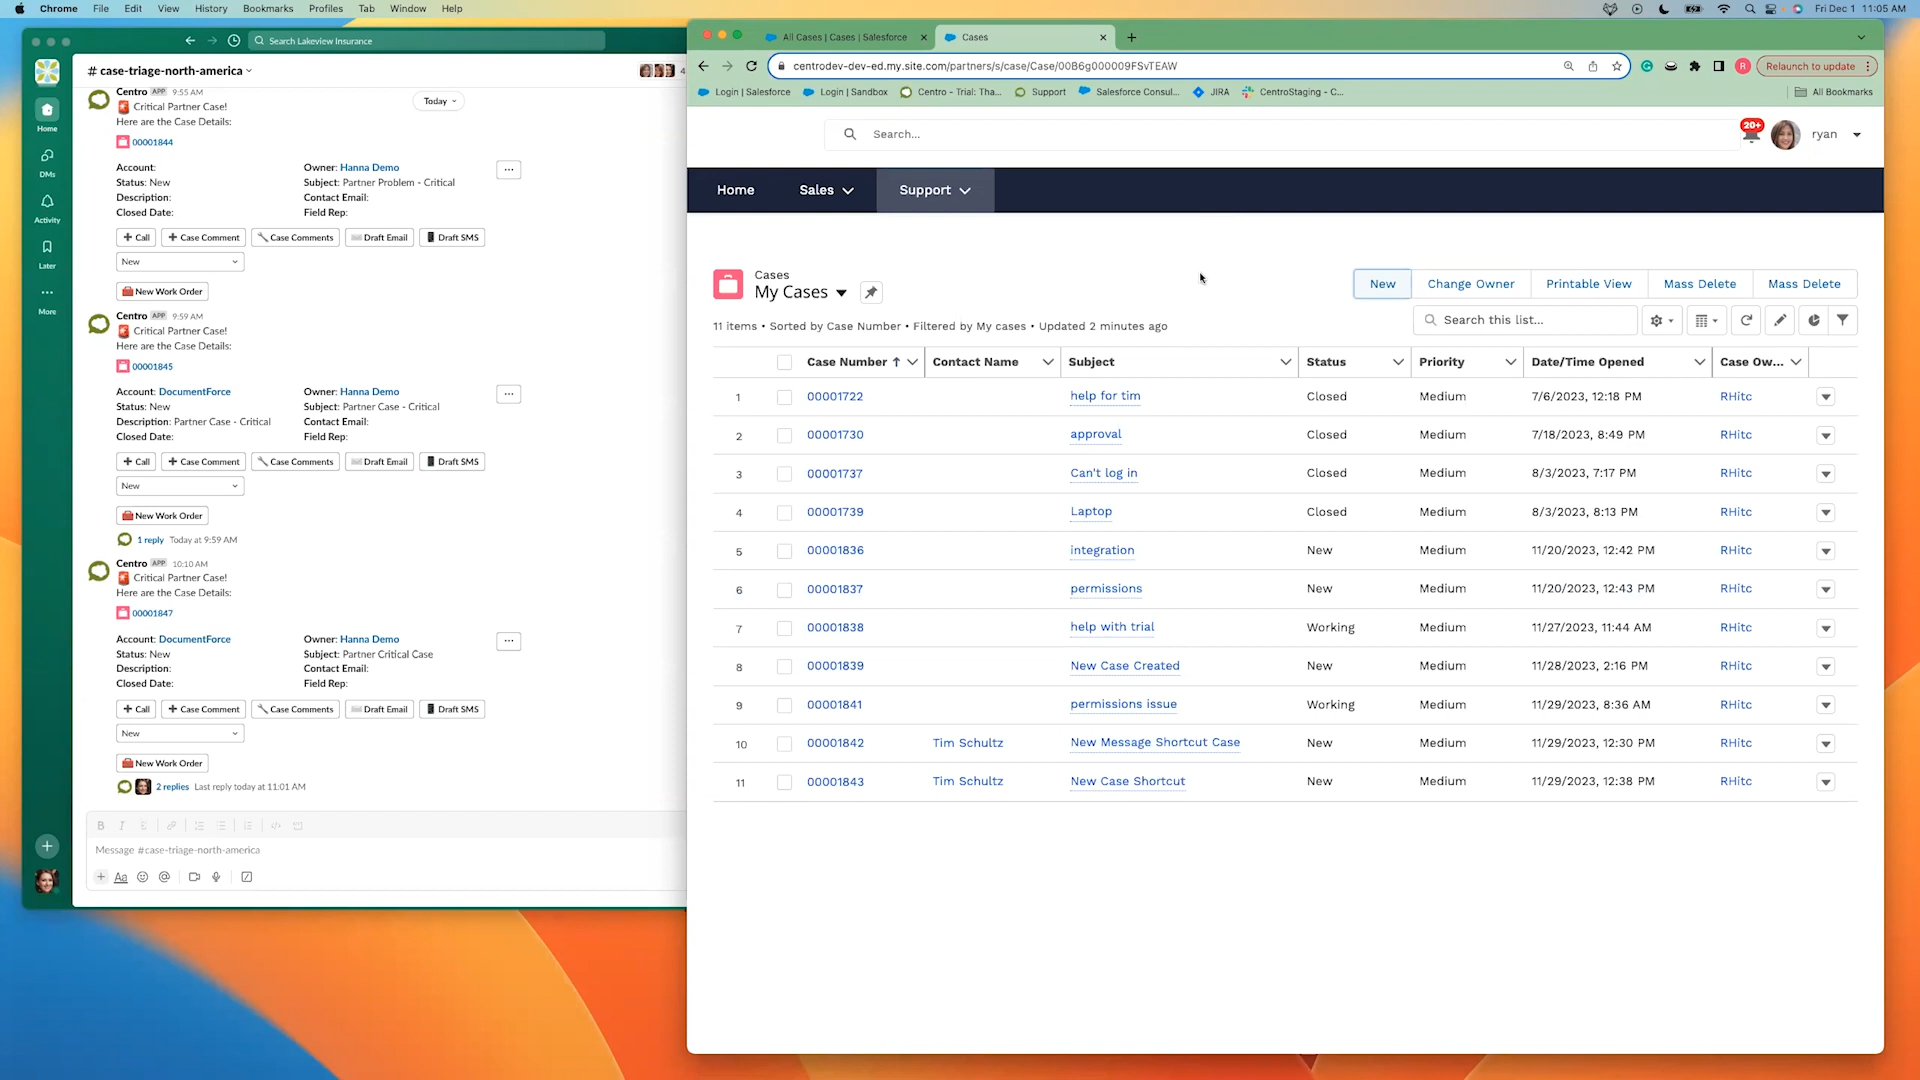 Chrome File Edit View History Bookmarks Profiles Tab Window Help
Fri Dec 1 11:05 AM
Search Lakeview Insurance
Home
DMs
Activity
Later
More
# case-triage-north-america
4
Today
Centro APP 9:55 AM
Critical Partner Case!
Here are the Case Details:
00001844
Account: Owner: Hanna Demo
Status: New Subject: Partner Problem - Critical
Description: Contact Email:
Closed Date: Field Rep:
Call Case Comment Case Comments Draft Email Draft SMS
New
New Work Order
Centro APP 9:59 AM
Critical Partner Case!
Here are the Case Details:
00001845
Account: DocumentForce Owner: Hanna Demo
Status: New Subject: Partner Case - Critical
Description: Partner Case - Critical Contact Email:
Closed Date: Field Rep:
Call Case Comment Case Comments Draft Email Draft SMS
New
New Work Order
1 reply Today at 9:59 AM
Centro APP 10:10 AM
Critical Partner Case!
Here are the Case Details:
00001847
Account: DocumentForce Owner: Hanna Demo
Status: New Subject: Partner Critical Case
Description: Contact Email:
Closed Date: Field Rep:
Call Case Comment Case Comments Draft Email Draft SMS
New
New Work Order
2 replies Last reply today at 11:01 AM
B I
Message #case-triage-north-america
Aa
All Cases | Cases | Salesforce
Cases
centrodev-dev-ed.my.site.com/partners/s/case/Case/00B6g000009FSvTEAW
R
Relaunch to update
Login | Salesforce Login | Sandbox Centro - Trial: Tha... Support Salesforce Consul... JIRA CentroStaging - C... All Bookmarks
Search...
20+
ryan
Home Sales Support
Cases
My Cases
New Change Owner Printable View Mass Delete Mass Delete
11 items • Sorted by Case Number • Filtered by My cases • Updated 2 minutes ago
Search this list...
Case Number Contact Name Subject Status Priority Date/Time Opened Case Ow...
1 00001722 help for tim Closed Medium 7/6/2023, 12:18 PM RHitc
2 00001730 approval Closed Medium 7/18/2023, 8:49 PM RHitc
3 00001737 Can't log in Closed Medium 8/3/2023, 7:17 PM RHitc
4 00001739 Laptop Closed Medium 8/3/2023, 8:13 PM RHitc
5 00001836 integration New Medium 11/20/2023, 12:42 PM RHitc
6 00001837 permissions New Medium 11/20/2023, 12:43 PM RHitc
7 00001838 help with trial Working Medium 11/27/2023, 11:44 AM RHitc
8 00001839 New Case Created New Medium 11/28/2023, 2:16 PM RHitc
9 00001841 permissions issue Working Medium 11/29/2023, 8:36 AM RHitc
10 00001842 Tim Schultz New Message Shortcut Case New Medium 11/29/2023, 12:30 PM RHitc
11 00001843 Tim Schultz New Case Shortcut New Medium 11/29/2023, 12:38 PM RHitc